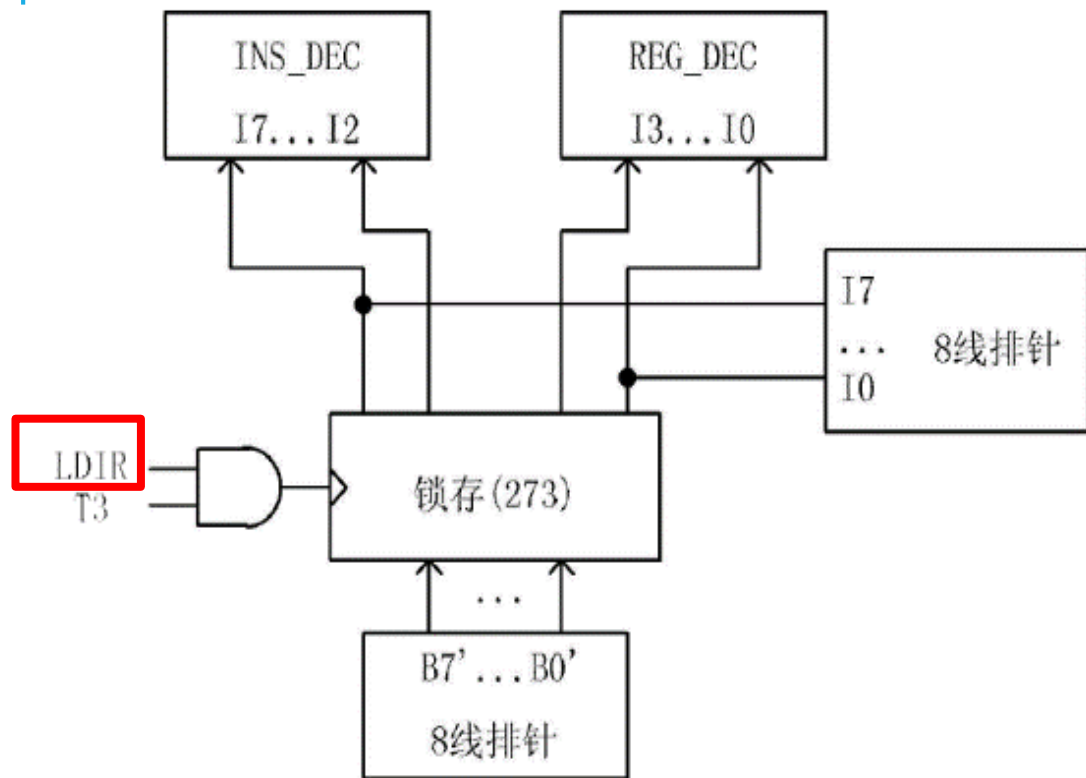 INS_DEC
I7...I2
REG_DEC
I3...I0
I7
... 8线排针
I0
LDIR
T3
锁存(273)
...
B7'...B0'
8线排针